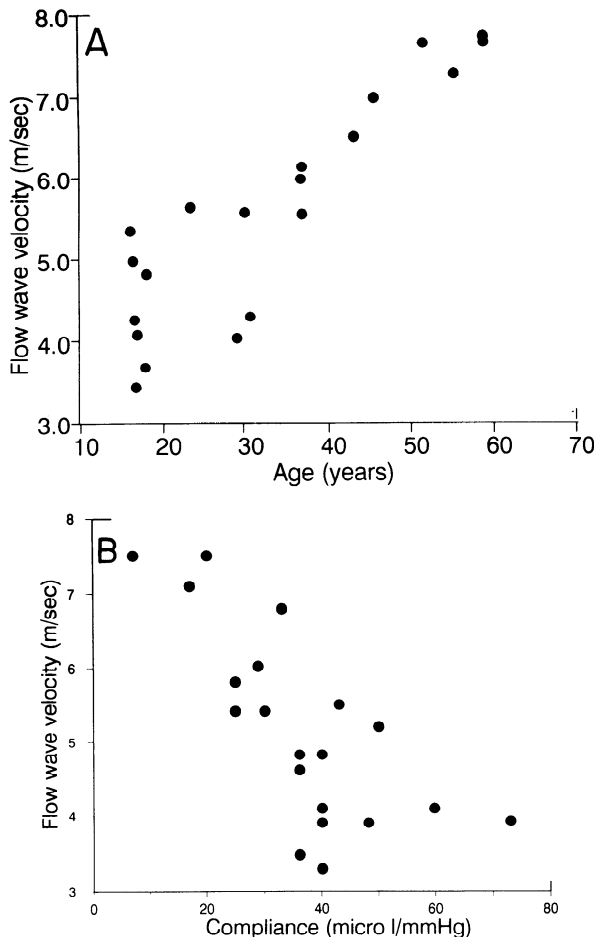 8.0
A
7.0
6.0
5.0
4.0
3.0
Flow wave velocity (m/sec)
10 20 30 40 50 60 70
Age (years)
8
B
7
6
5
4
3
Flow wave velocity (m/sec)
0 20 40 60 80
Compliance (micro l/mmHg)